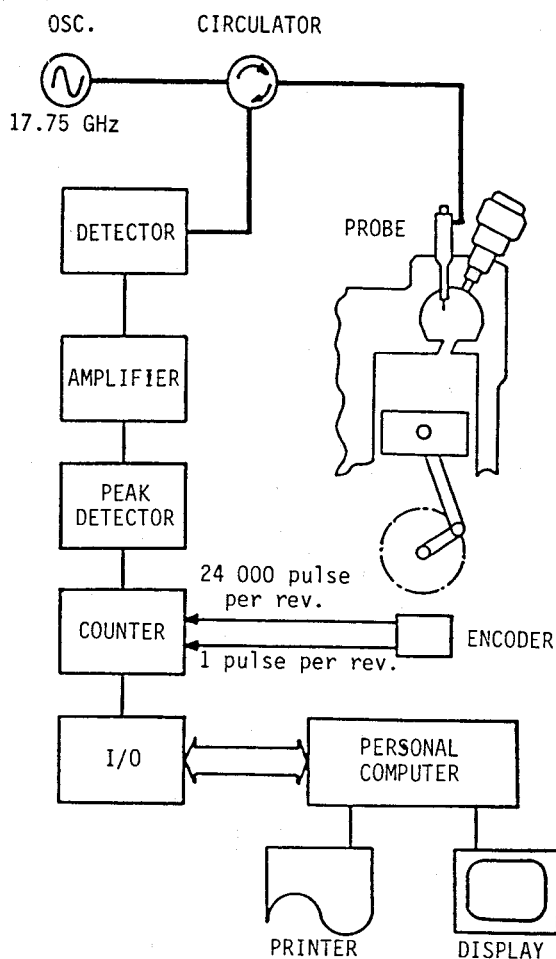 OSC.
CIRCULATOR
17.75 GHz
DETECTOR
PROBE
AMPLIFIER
PEAK
DETECTOR
24 000 pulse
per rev.
COUNTER
ENCODER
1 pulse per rev.
I/O
PERSONAL
COMPUTER
PRINTER
DISPLAY